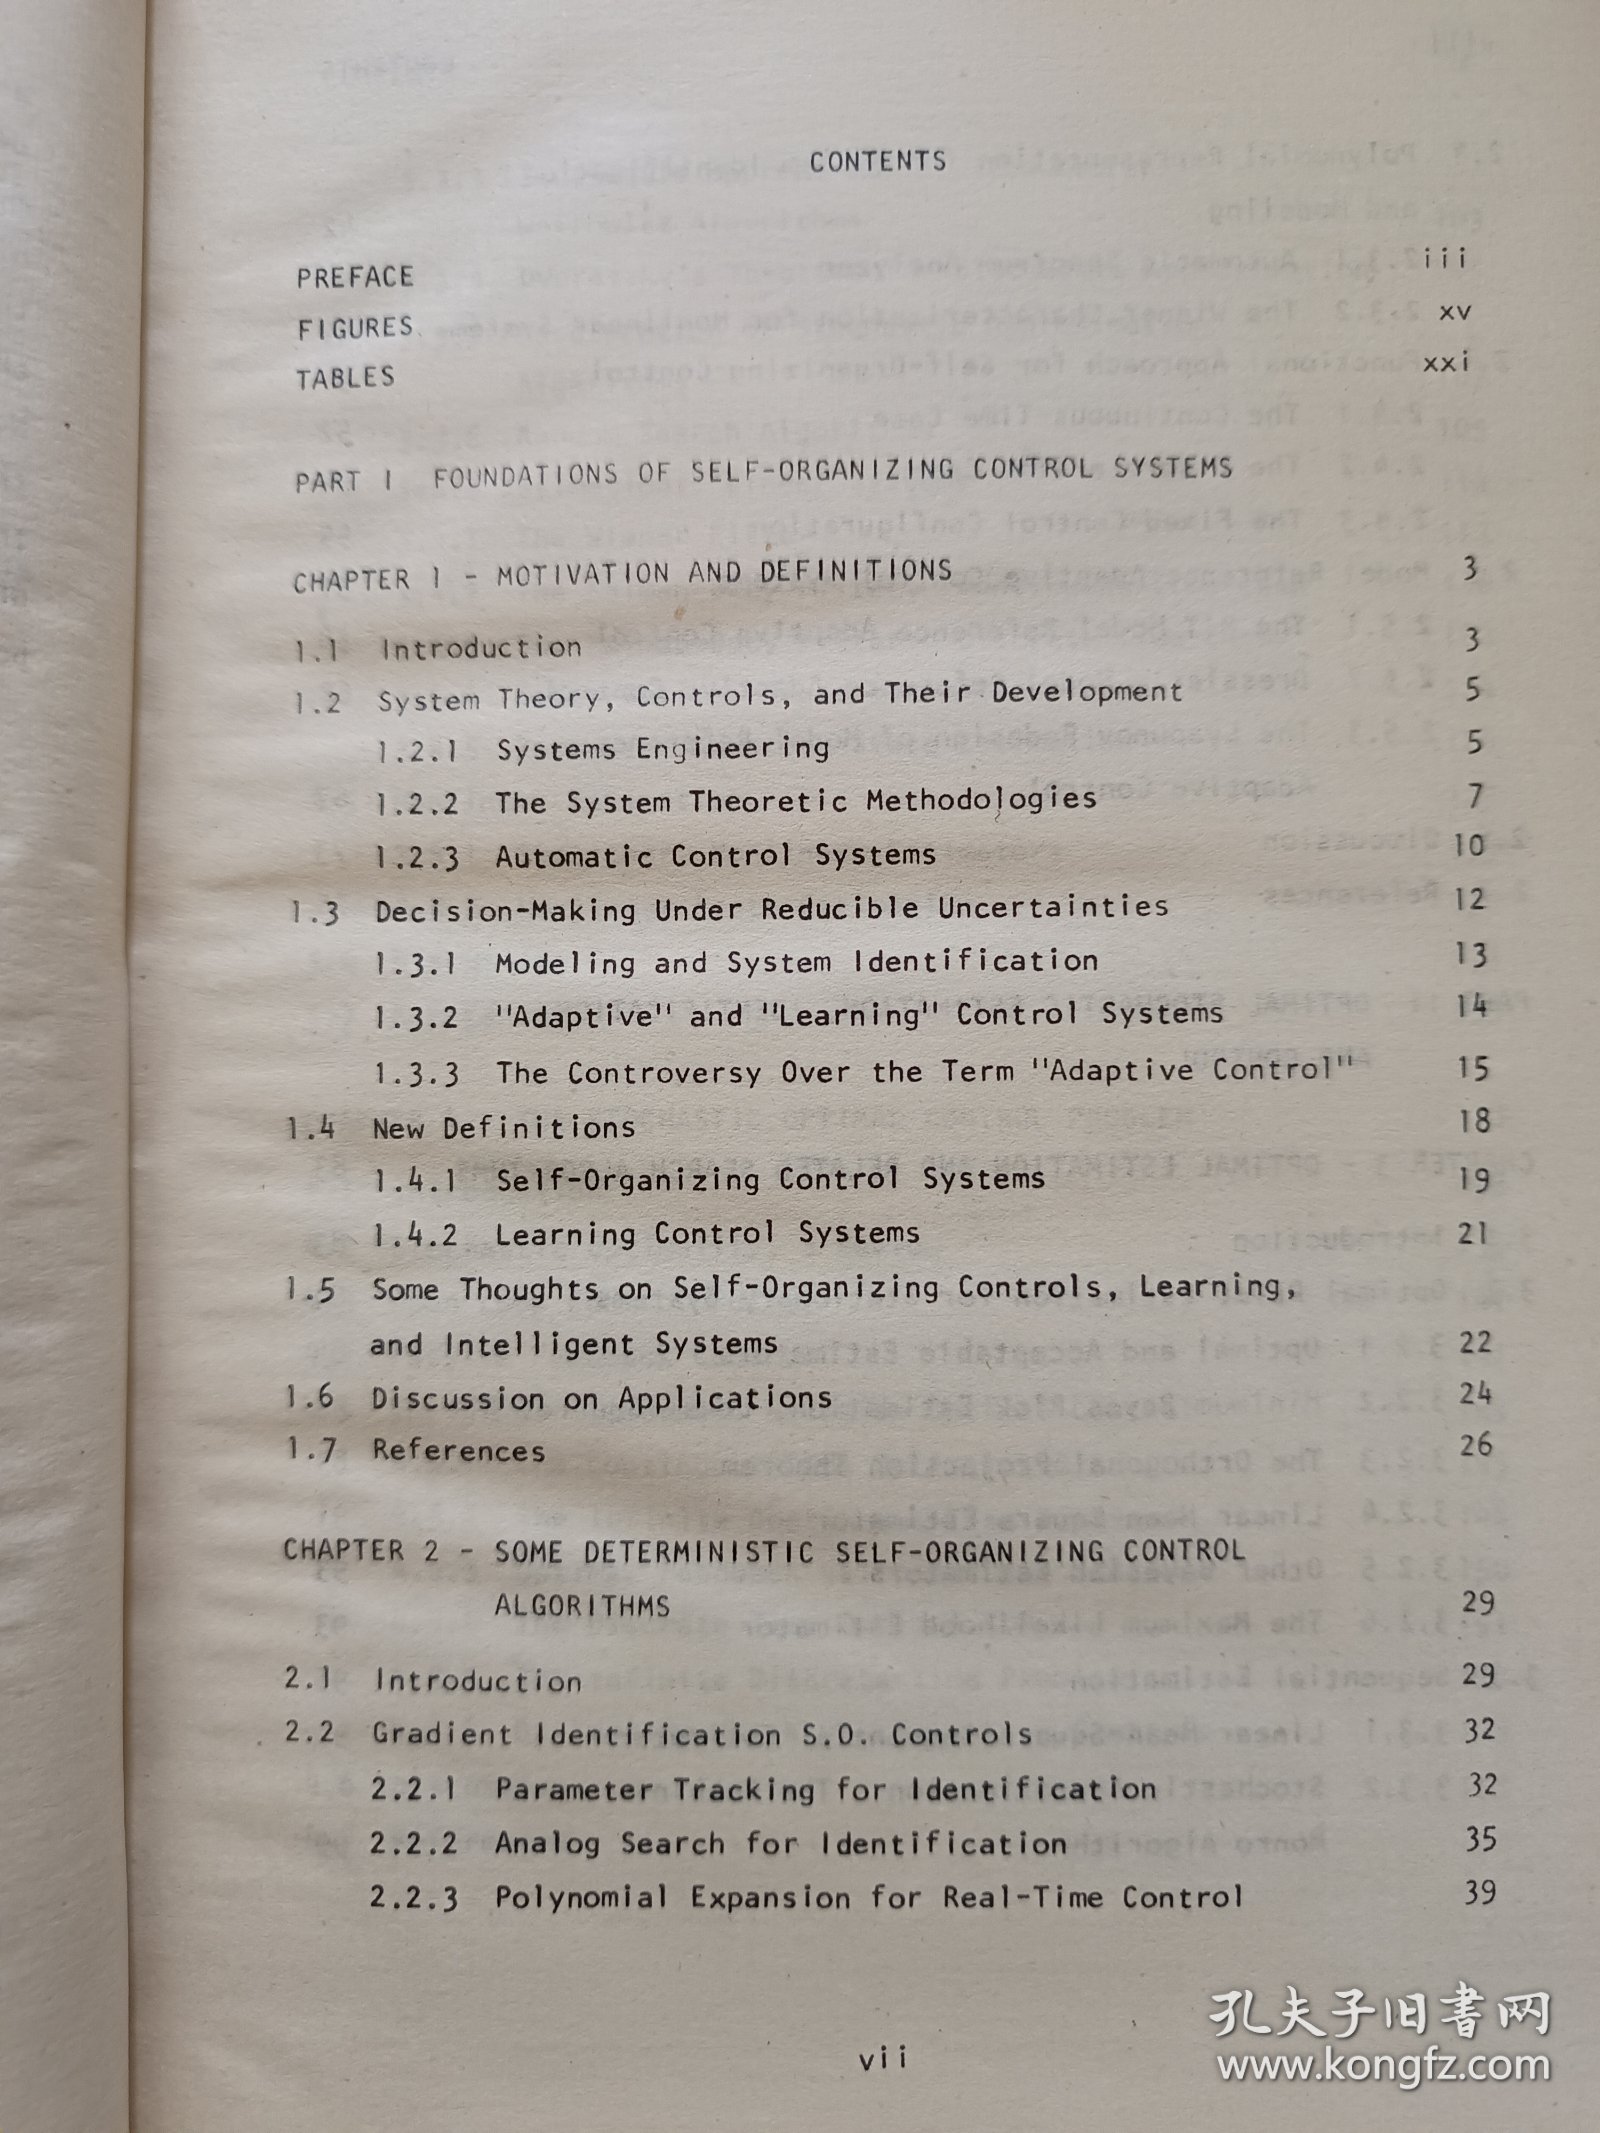 CONTENTS
PREFACE iii
FIGURES xv
TABLES xxi
PART I FOUNDATIONS OF SELF-ORGANIZING CONTROL SYSTEMS
CHAPTER 1 - MOTIVATION AND DEFINITIONS 3
1.1 Introduction 3
1.2 System Theory, Controls, and Their Development 5
1.2.1 Systems Engineering 5
1.2.2 The System Theoretic Methodologies 7
1.2.3 Automatic Control Systems 10
1.3 Decision-Making Under Reducible Uncertainties 12
1.3.1 Modeling and System Identification 13
1.3.2 "Adaptive" and "Learning" Control Systems 14
1.3.3 The Controversy Over the Term "Adaptive Control" 15
1.4 New Definitions 18
1.4.1 Self-Organizing Control Systems 19
1.4.2 Learning Control Systems 21
1.5 Some Thoughts on Self-Organizing Controls, Learning,
and Intelligent Systems 22
1.6 Discussion on Applications 24
1.7 References 26
CHAPTER 2 - SOME DETERMINISTIC SELF-ORGANIZING CONTROL
ALGORITHMS 29
2.1 Introduction 29
2.2 Gradient Identification S.O. Controls 32
2.2.1 Parameter Tracking for Identification 32
2.2.2 Analog Search for Identification 35
2.2.3 Polynomial Expansion for Real-Time Control 39
vii
孔夫子旧书网
www.kongfz.com